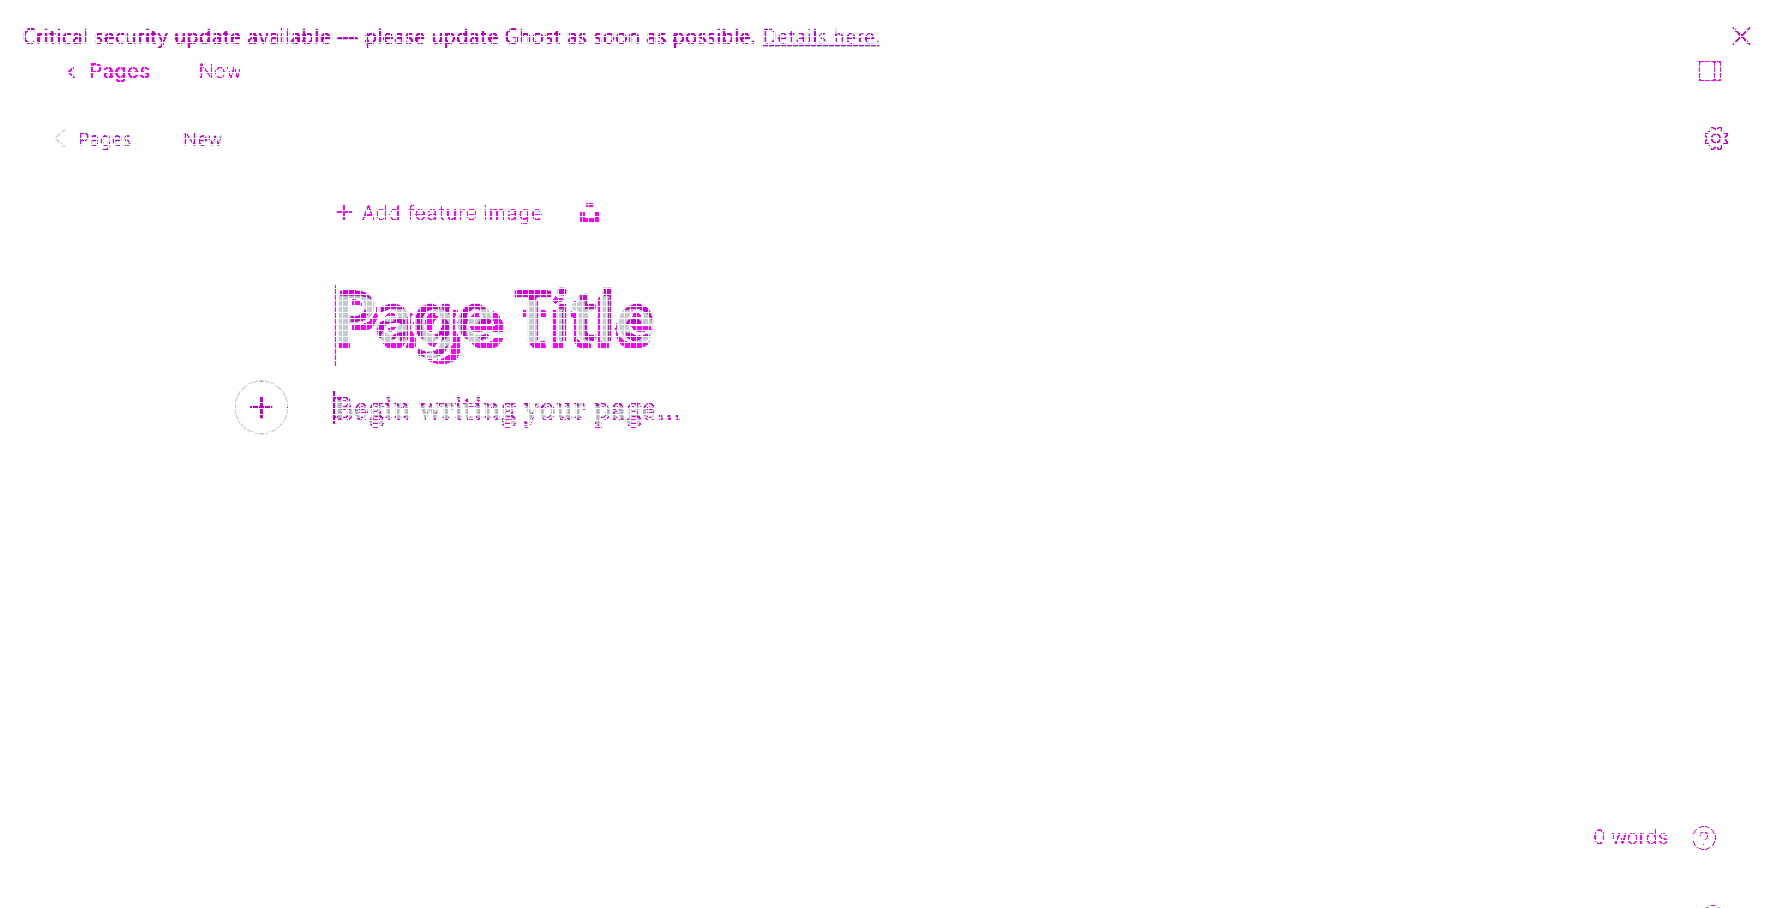 Critical security update available — please update Ghost as soon as possible. Details here.
Pages New
Pages New
+ Add feature image
Page Title
Begin writing your page...
0 words